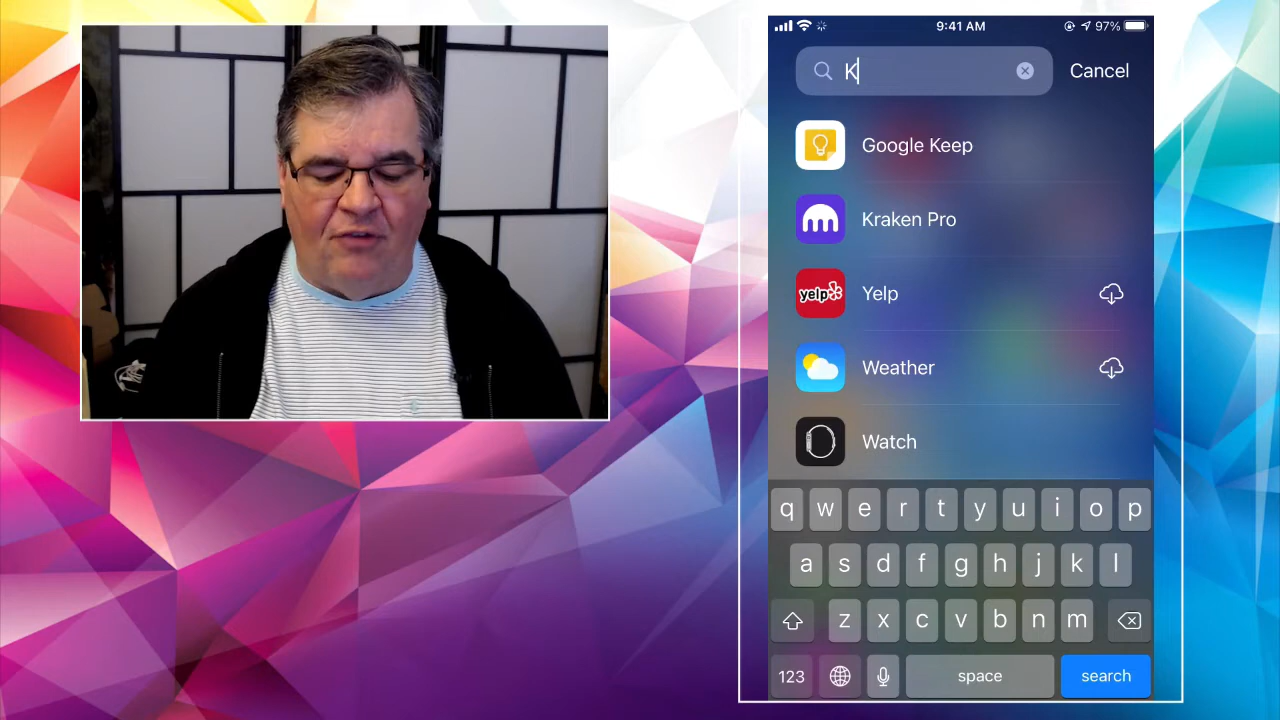 9:41 AM
97%
K
Cancel
Google Keep
Kraken Pro
yelp
Yelp
Weather
Watch
q w e r t y u i o p
a s d f g h j k l
z x c v b n m
123
space
search